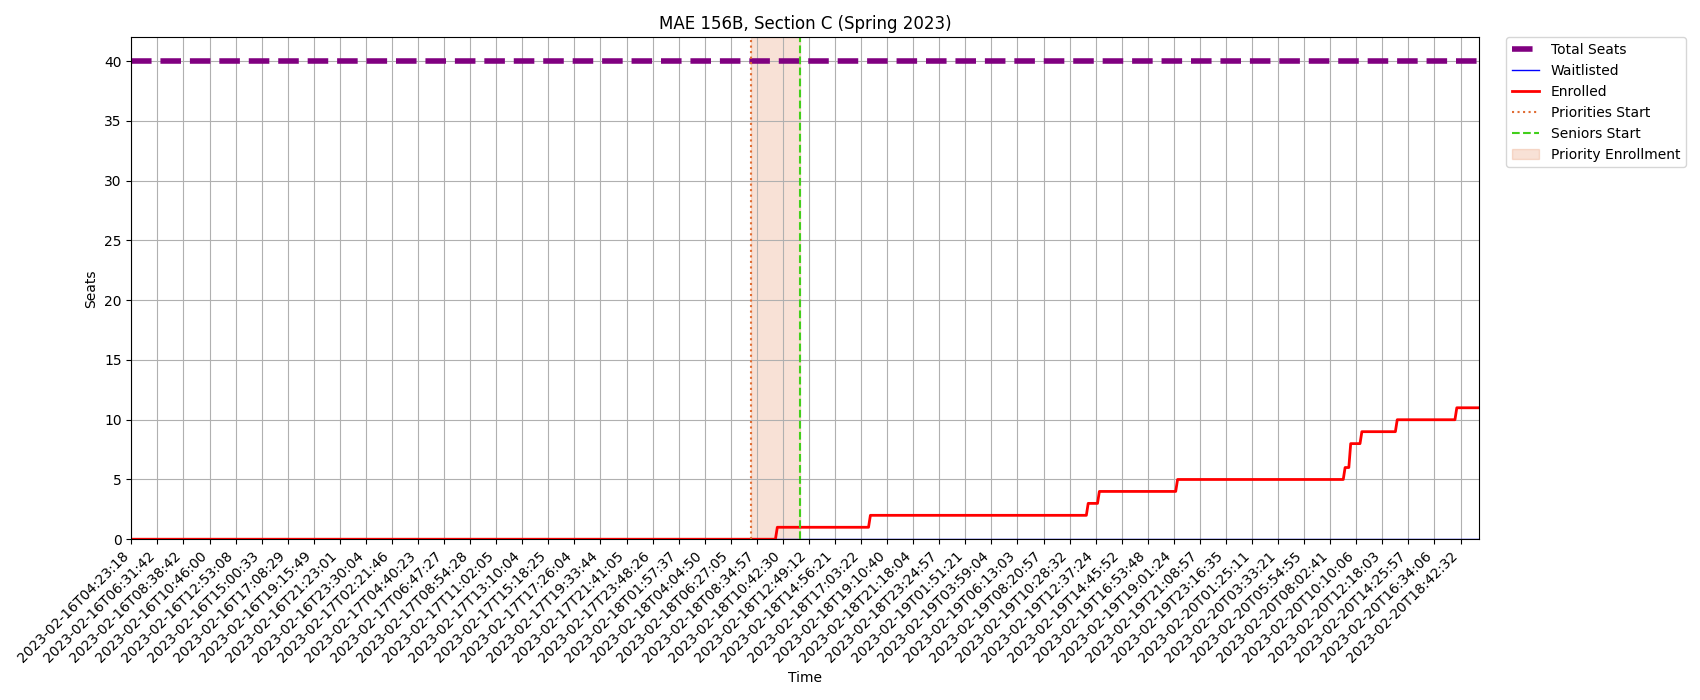 MAE 156B, Section C (Spring 2023)
Total Seats
Waitlisted
Enrolled
Priorities Start
Seniors Start
Priority Enrollment
Seats
40
35
30
25
20
15
10
5
0
2023-02-16T04:23:18
2023-02-16T06:31:42
2023-02-16T08:38:42
2023-02-16T10:46:00
2023-02-16T12:53:08
2023-02-16T15:00:33
2023-02-16T17:08:29
2023-02-16T19:15:49
2023-02-16T21:23:01
2023-02-16T23:30:04
2023-02-17T02:21:46
2023-02-17T04:40:23
2023-02-17T06:47:27
2023-02-17T08:54:28
2023-02-17T11:02:05
2023-02-17T13:10:04
2023-02-17T15:18:25
2023-02-17T17:26:04
2023-02-17T19:33:44
2023-02-17T21:41:05
2023-02-17T23:48:26
2023-02-18T01:57:37
2023-02-18T04:04:50
2023-02-18T06:27:05
2023-02-18T08:34:57
2023-02-18T10:42:30
2023-02-18T12:49:12
2023-02-18T14:56:21
2023-02-18T17:03:22
2023-02-18T19:10:40
2023-02-18T21:18:04
2023-02-18T23:24:57
2023-02-19T01:51:21
2023-02-19T03:59:04
2023-02-19T06:13:03
2023-02-19T08:20:57
2023-02-19T10:28:32
2023-02-19T12:37:24
2023-02-19T14:45:52
2023-02-19T16:53:48
2023-02-19T19:01:24
2023-02-19T21:08:57
2023-02-19T23:16:35
2023-02-20T01:25:11
2023-02-20T03:33:21
2023-02-20T05:54:55
2023-02-20T08:02:41
2023-02-20T10:10:06
2023-02-20T12:18:03
2023-02-20T14:25:57
2023-02-20T16:34:06
2023-02-20T18:42:32
Time